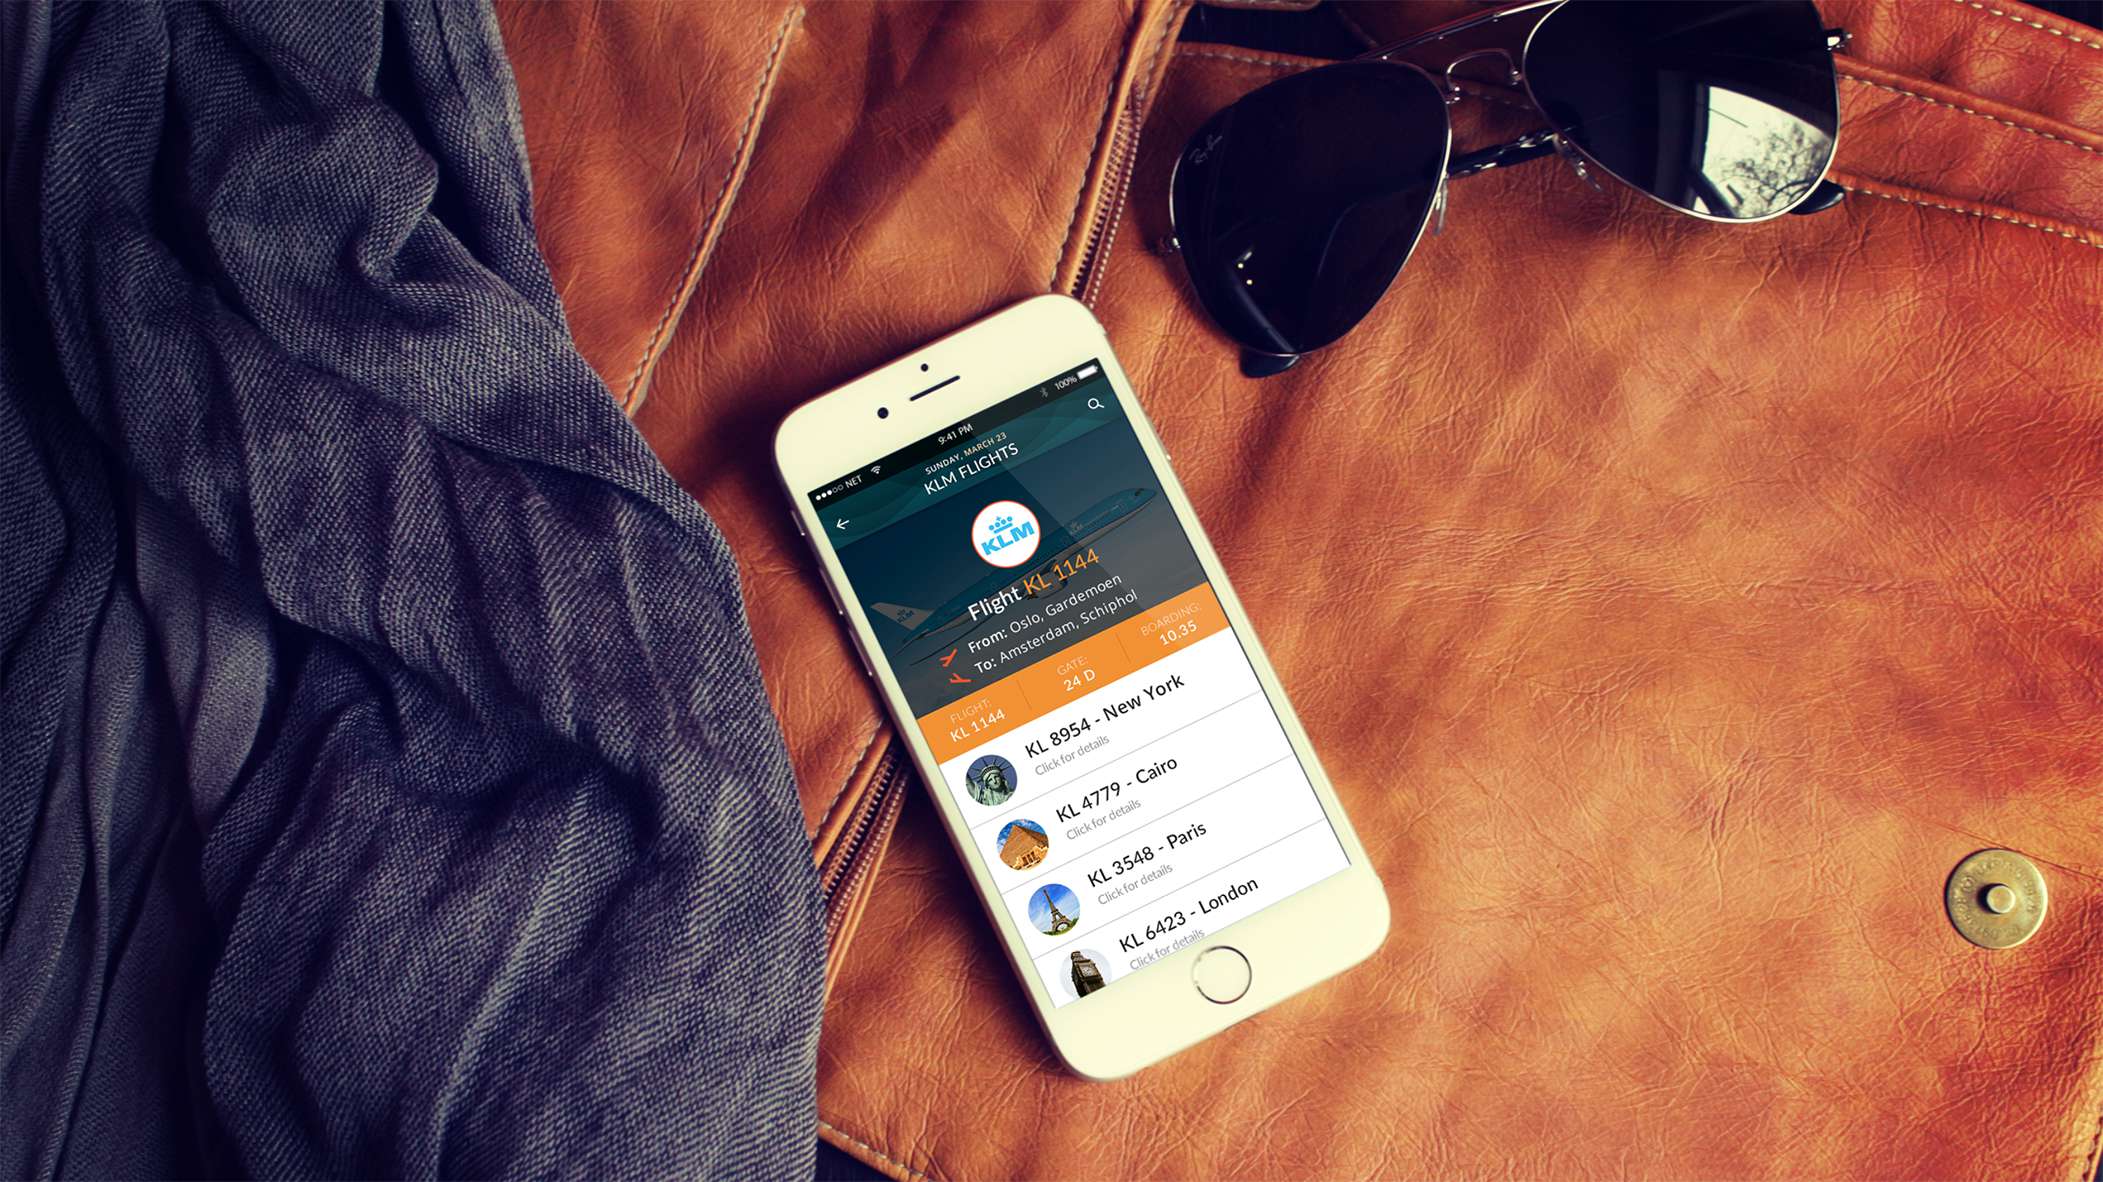 Ray-Ban
●●●○○ NET
9:41 PM
100%
SUNDAY, MARCH 23
KLM FLIGHTS
KLM
Flight KL 1144
From: Oslo, Gardemoen
To: Amsterdam, Schiphol
FLIGHT:
KL 1144
GATE:
24 D
BOARDING:
10.35
KL 8954 - New York
Click for details
KL 4779 - Cairo
Click for details
KL 3548 - Paris
Click for details
KL 6423 - London
Click for details